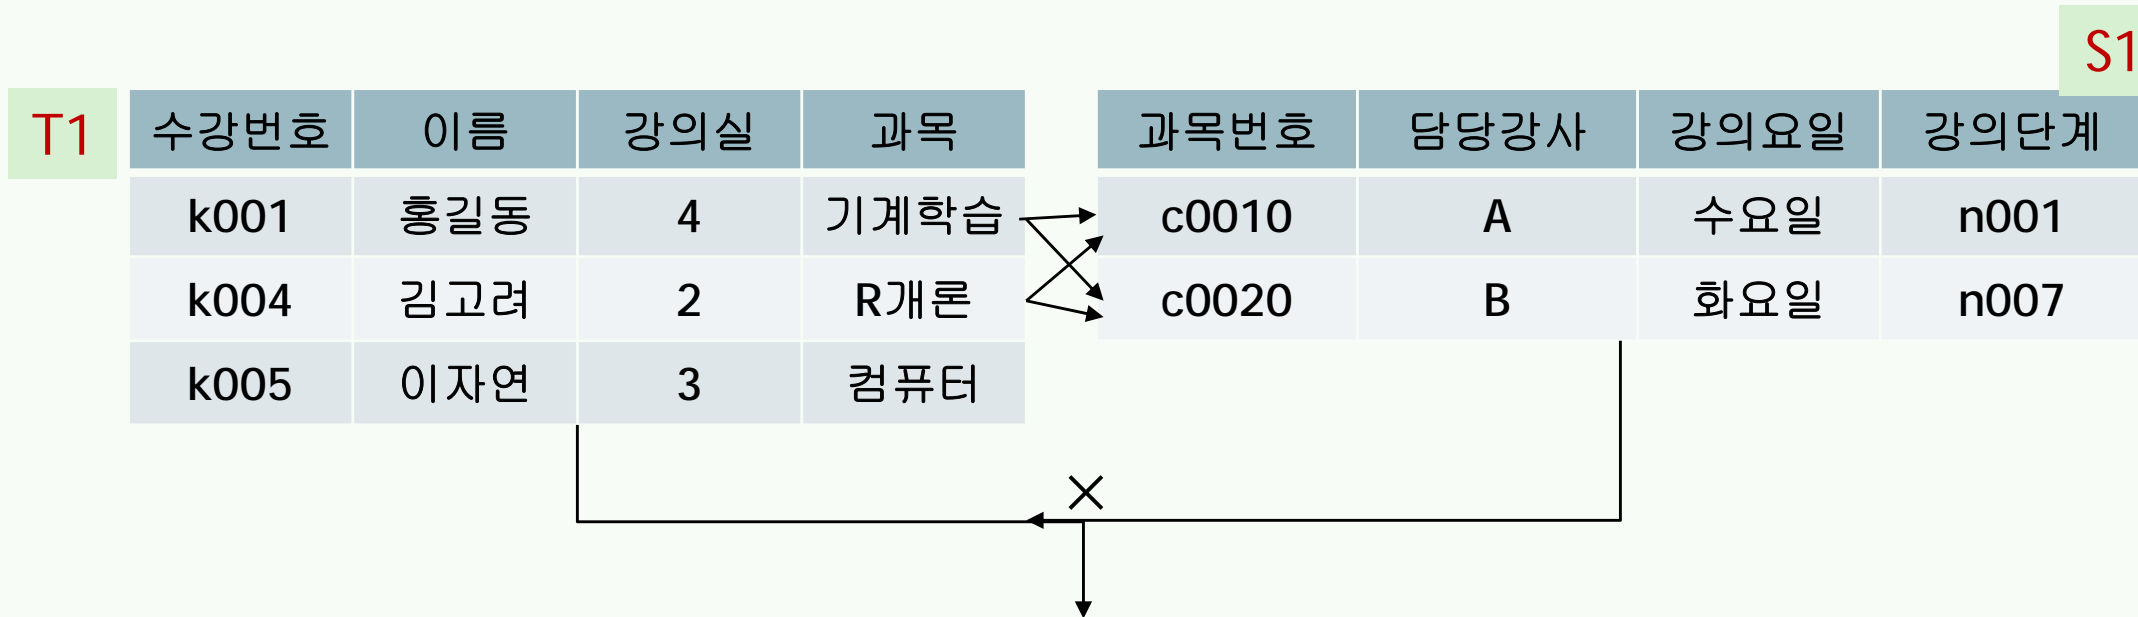 S1
T1
수강번호 이름 강의실 과목 과목번호 담당강사 강의요일 강의단계
k001 홍길동 4 기계학습 c0010 A 수요일 n001
k004 김고려 2 R개론 c0020 B 화요일 n007
k005 이자연 3 컴퓨터
×